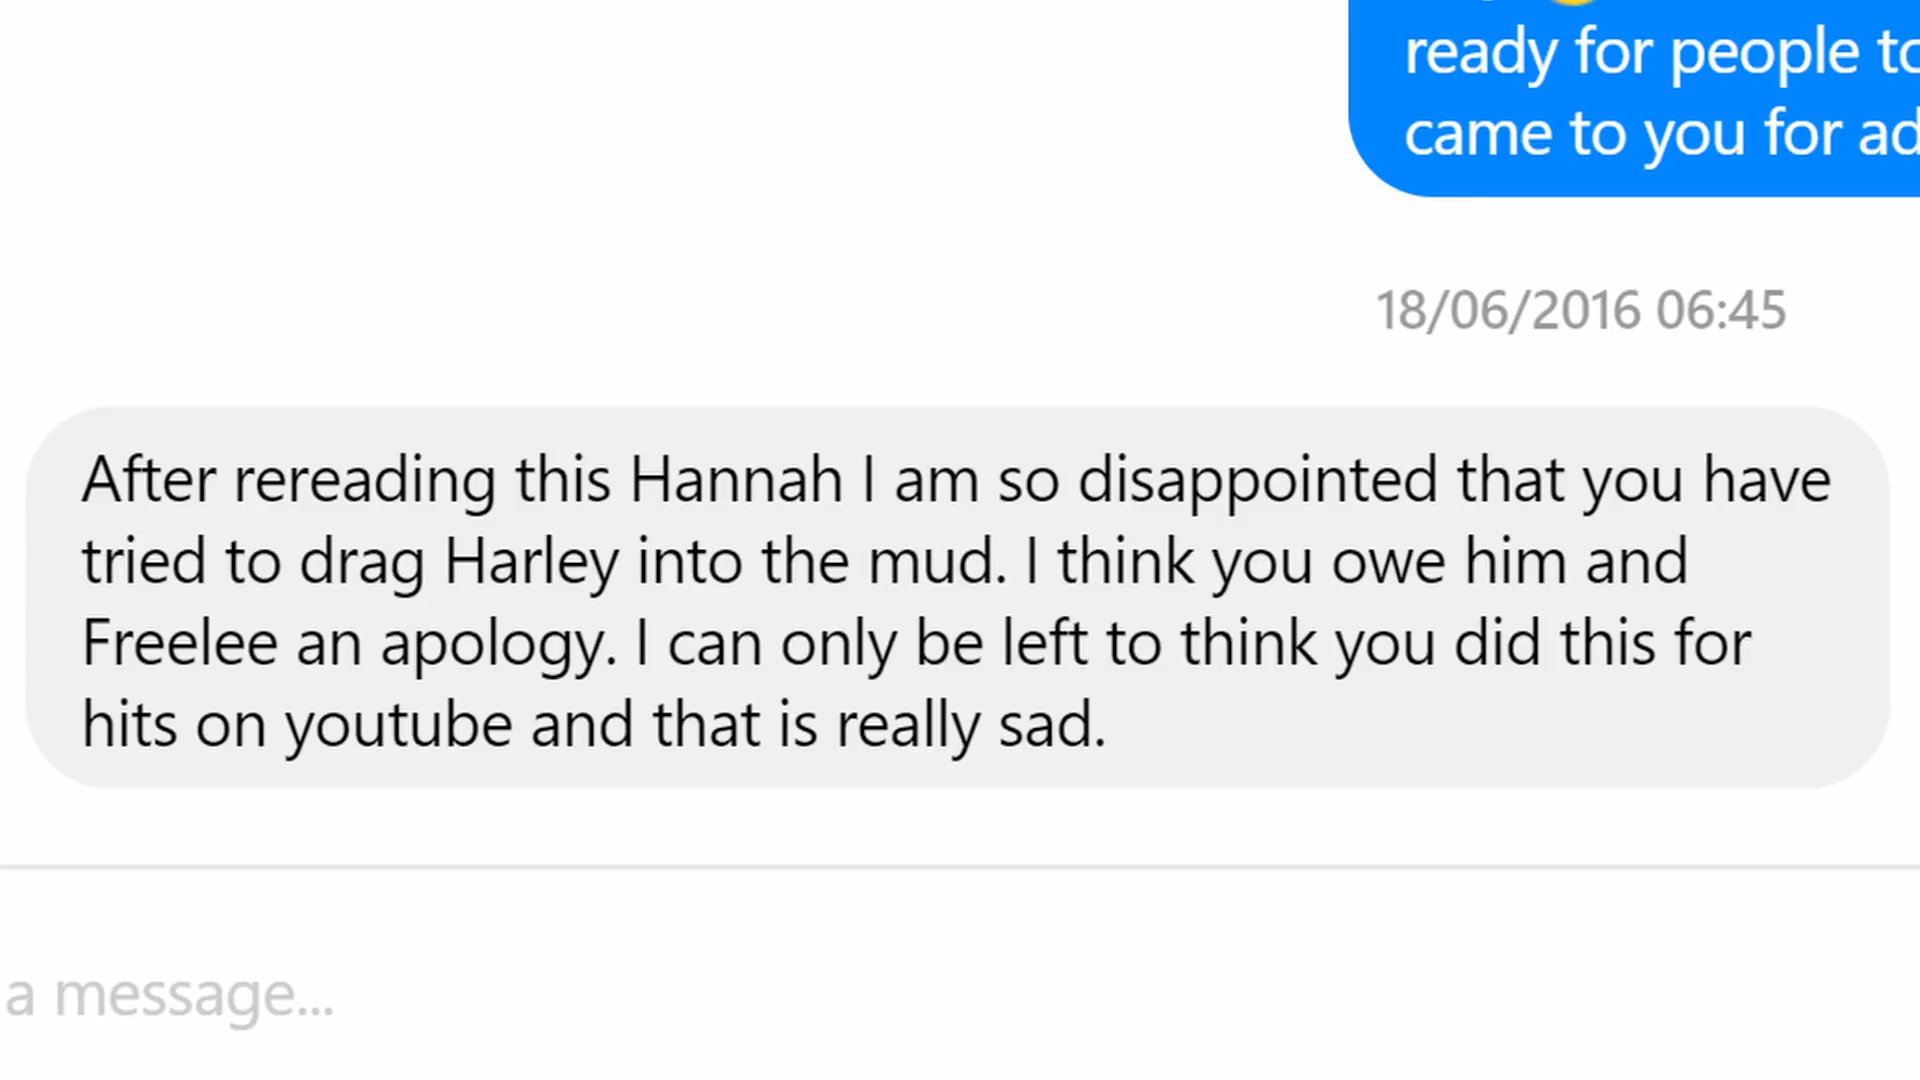 ready for people to
came to you for
18/06/2016 06:45
After rereading this Hannah I am so disappointed that you have
tried to drag Harley into the mud. I think you owe him and
Freelee an apology. I can only be left to think you did this for
hits on youtube and that is really sad.
a message...